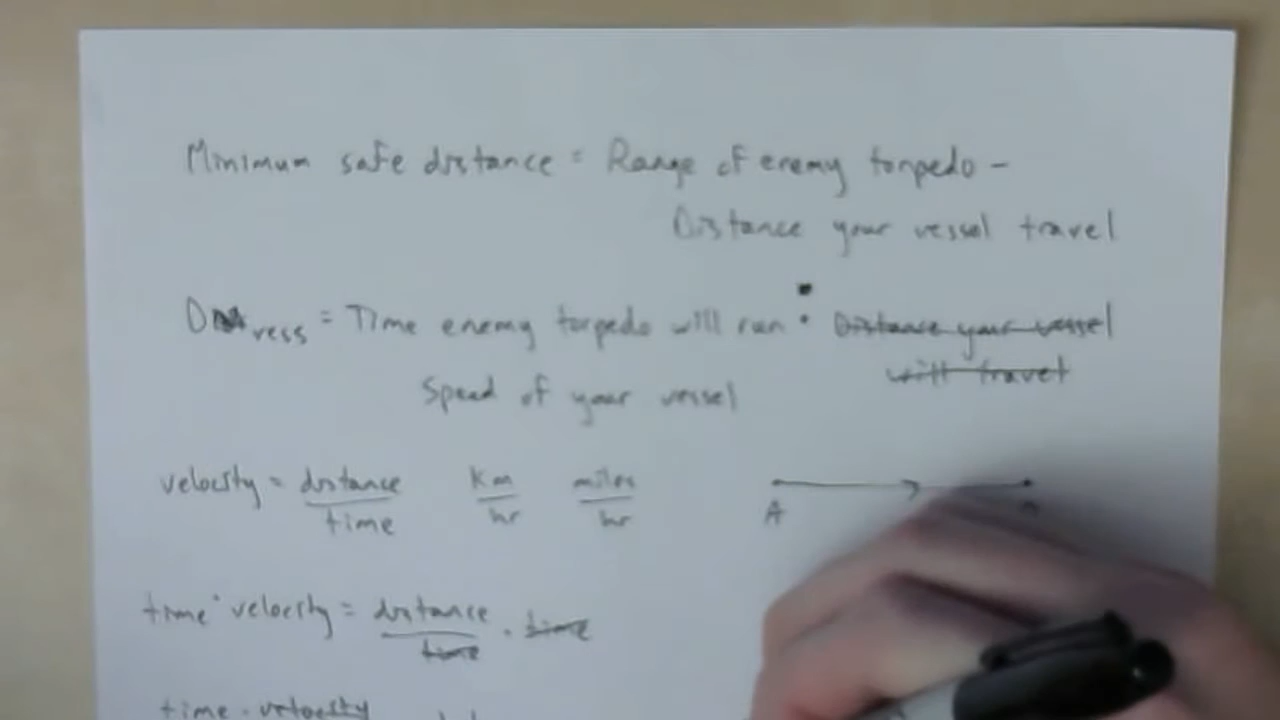 Minimum safe distance = Range of enemy torpedo -
Distance your vessel travel
D vess = Time enemy torpedo will run · Distance your vessel
will travel
Speed of your vessel
velocity = distance / time km / hr miles / hr
A
time · velocity = distance / time · time
time · velocity